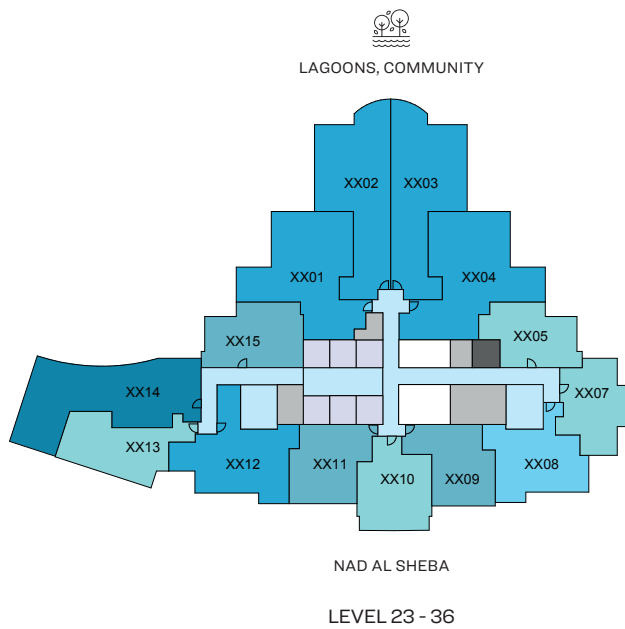 LAGOONS, COMMUNITY
XX02
XX03
XX01
XX04
XX05
XX15
XX14
XX07
XX13
XX12
XX11
XX10
XX09
XX08
NAD AL SHEBA
LEVEL 23 - 36